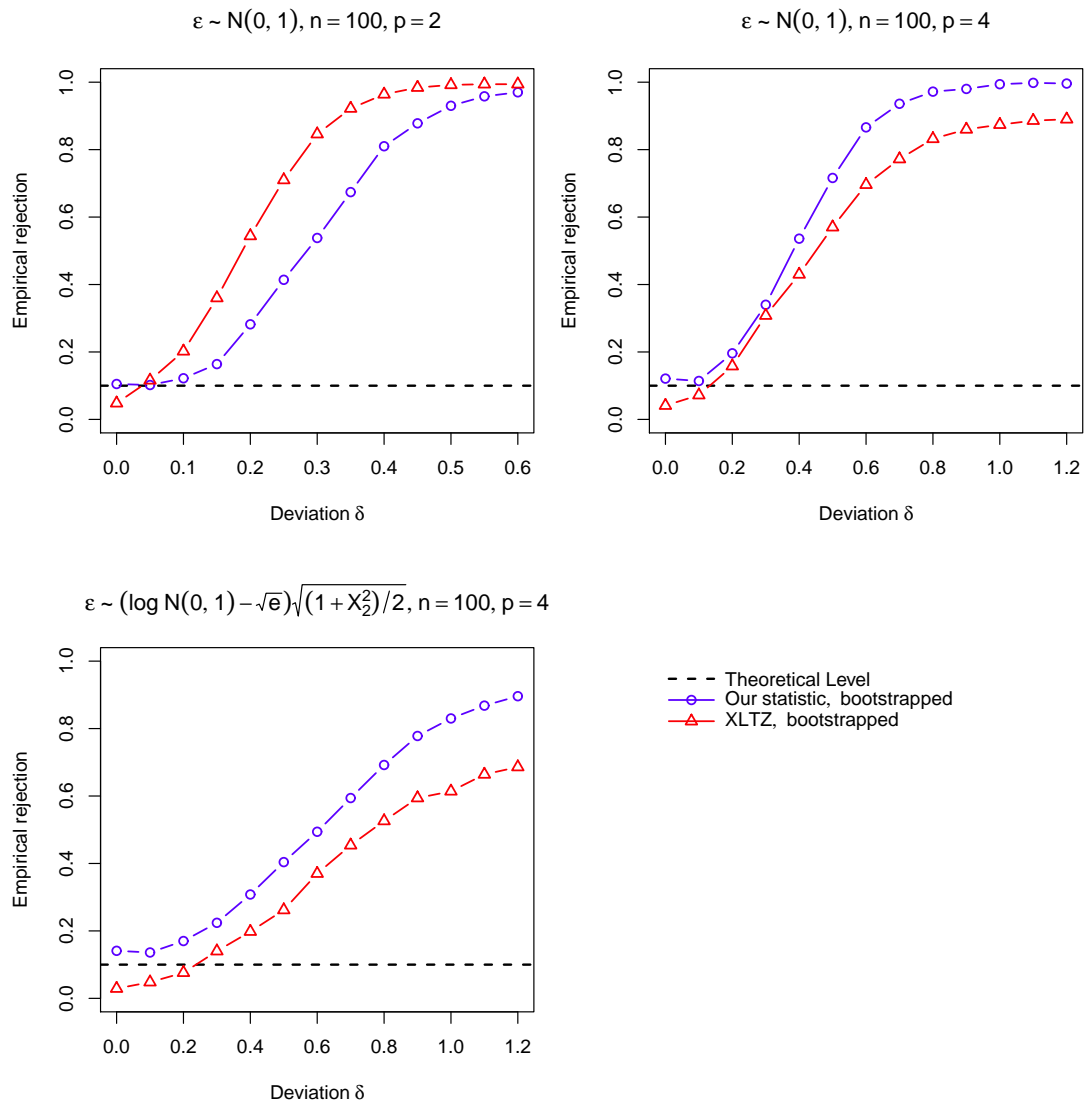 ε ~ N(0, 1), n = 100, p = 2
Empirical rejection
0.0 0.2 0.4 0.6 0.8 1.0
0.0 0.1 0.2 0.3 0.4 0.5 0.6
Deviation δ
ε ~ N(0, 1), n = 100, p = 4
Empirical rejection
0.0 0.2 0.4 0.6 0.8 1.0
0.0 0.2 0.4 0.6 0.8 1.0 1.2
Deviation δ
ε ~ (log N(0, 1) − √e)√(1 + X₂²)/2, n = 100, p = 4
Empirical rejection
0.0 0.2 0.4 0.6 0.8 1.0
0.0 0.2 0.4 0.6 0.8 1.0 1.2
Deviation δ
Theoretical Level
Our statistic, bootstrapped
XLTZ, bootstrapped